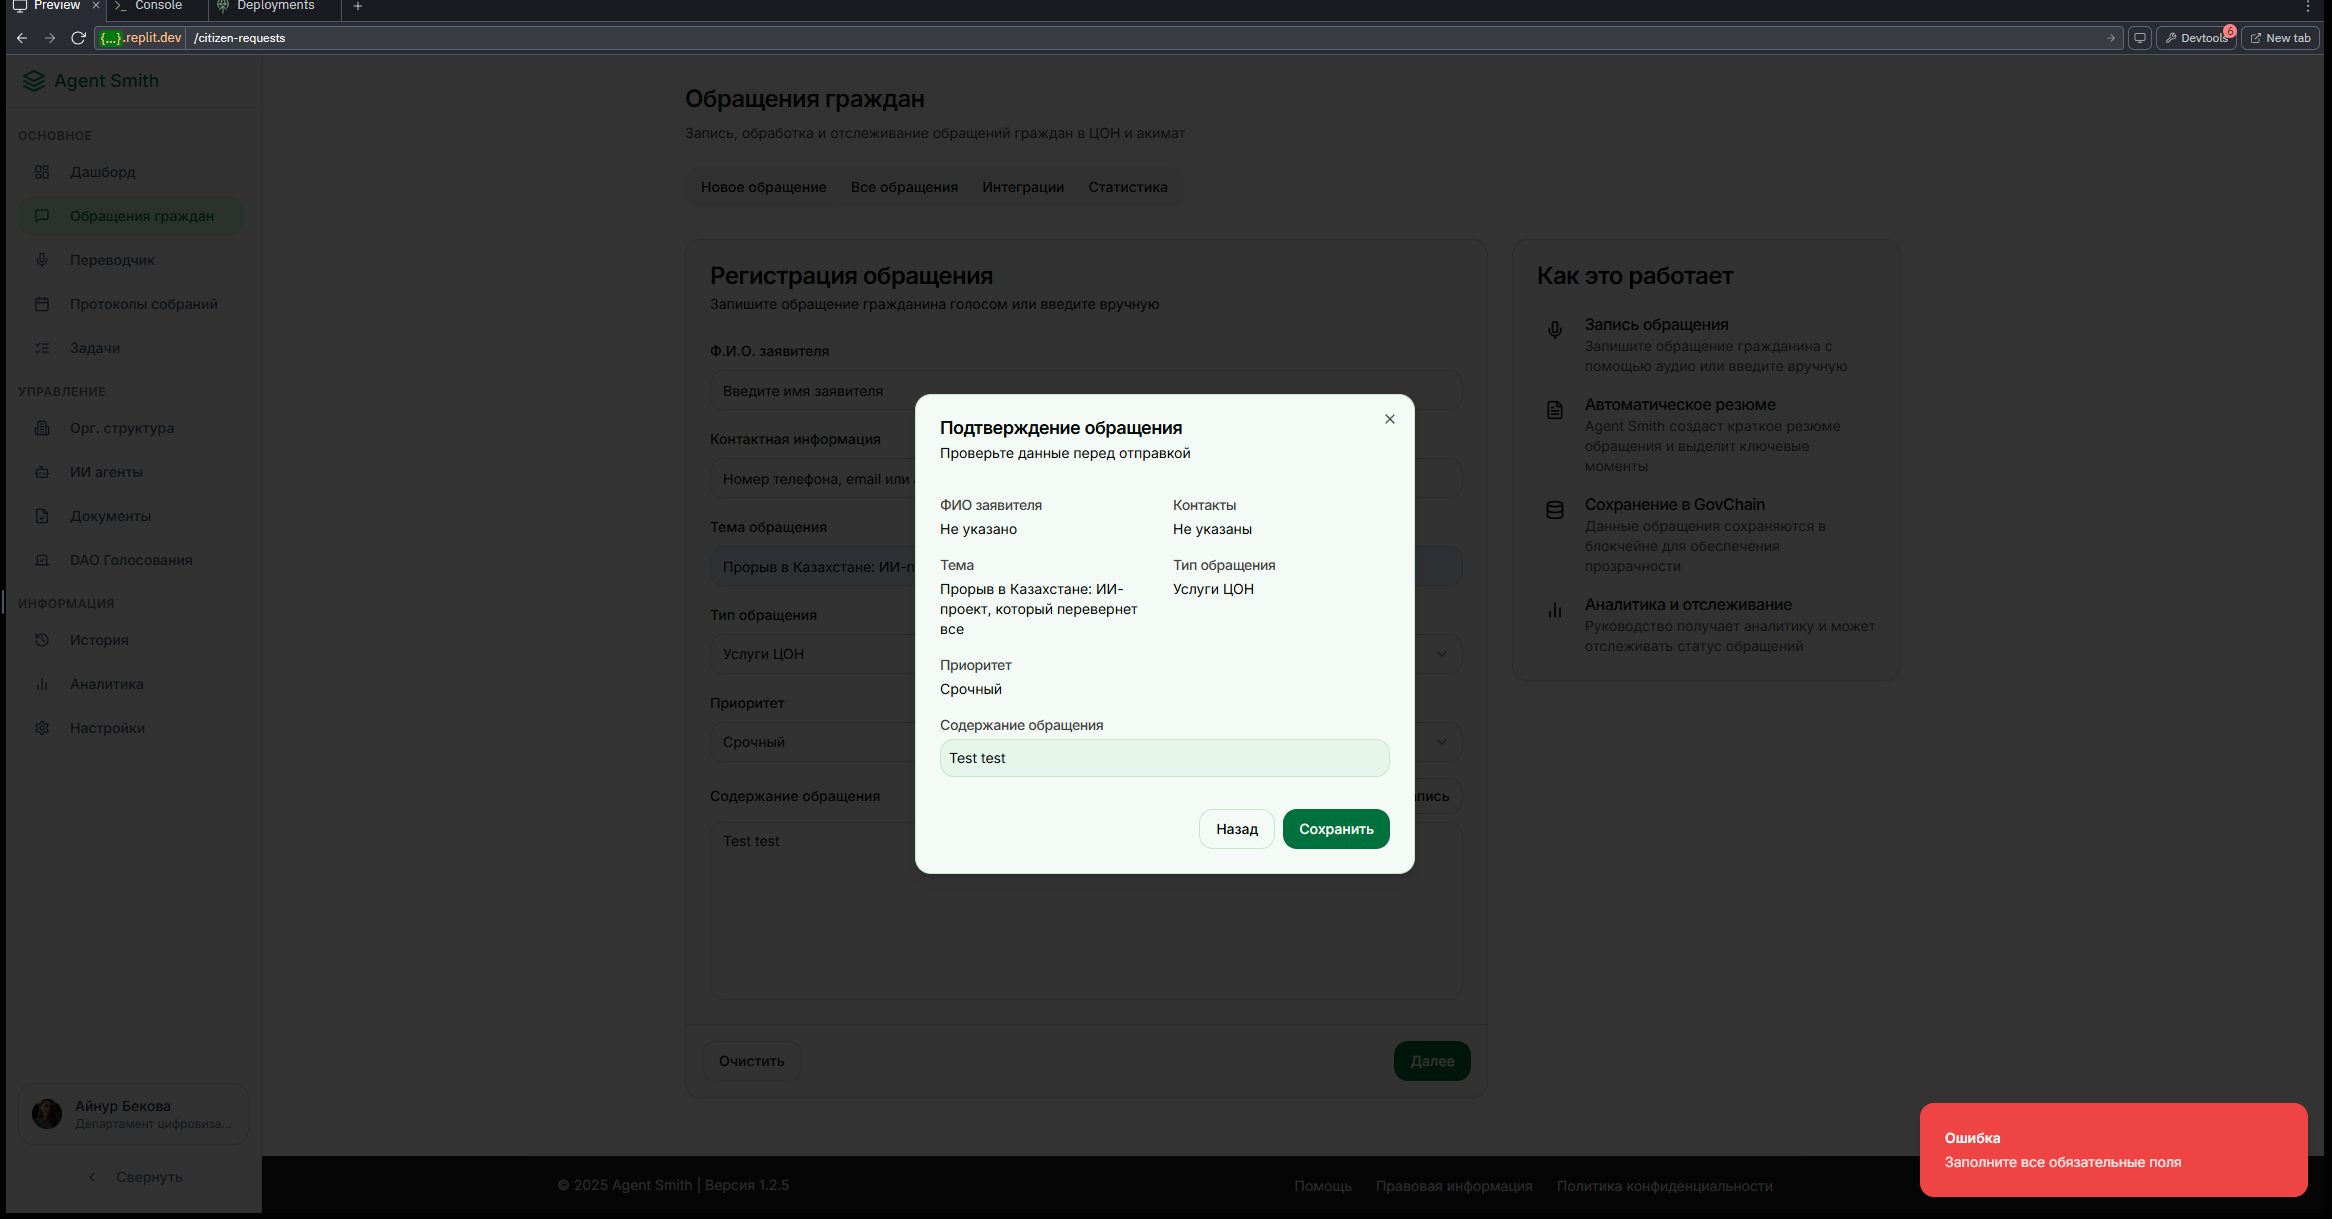 Preview
Console
Deployments
{...}.replit.dev
/citizen-requests
Devtools
6
New tab
Agent Smith
ОСНОВНОЕ
Дашборд
Обращения граждан
Переводчик
Протоколы собраний
Задачи
УПРАВЛЕНИЕ
Орг. структура
ИИ агенты
Документы
DAO Голосования
ИНФОРМАЦИЯ
История
Аналитика
Настройки
Айнур Бекова
Департамент цифровиза...
Свернуть
Обращения граждан
Запись, обработка и отслеживание обращений граждан в ЦОН и акимат
Новое обращение
Все обращения
Интеграции
Статистика
Регистрация обращения
Запишите обращение гражданина голосом или введите вручную
Ф.И.О. заявителя
Введите имя заявителя
Контактная информация
Номер телефона, email или
Тема обращения
Прорыв в Казахстане: ИИ-п
Тип обращения
Услуги ЦОН
Приоритет
Срочный
Содержание обращения
пись
Test test
Очистить
Далее
Подтверждение обращения
Проверьте данные перед отправкой
ФИО заявителя
Не указано
Контакты
Не указаны
Тема
Прорыв в Казахстане: ИИ-
проект, который перевернет
все
Тип обращения
Услуги ЦОН
Приоритет
Срочный
Содержание обращения
Test test
Назад
Сохранить
Как это работает
Запись обращения
Запишите обращение гражданина с
помощью аудио или введите вручную
Автоматическое резюме
Agent Smith создаст краткое резюме
обращения и выделит ключевые
моменты
Сохранение в GovChain
Данные обращения сохраняются в
блокчейне для обеспечения
прозрачности
Аналитика и отслеживание
Руководство получает аналитику и может
отслеживать статус обращений
© 2025 Agent Smith | Версия 1.2.5
Помощь
Правовая информация
Политика конфиденциальности
Ошибка
Заполните все обязательные поля